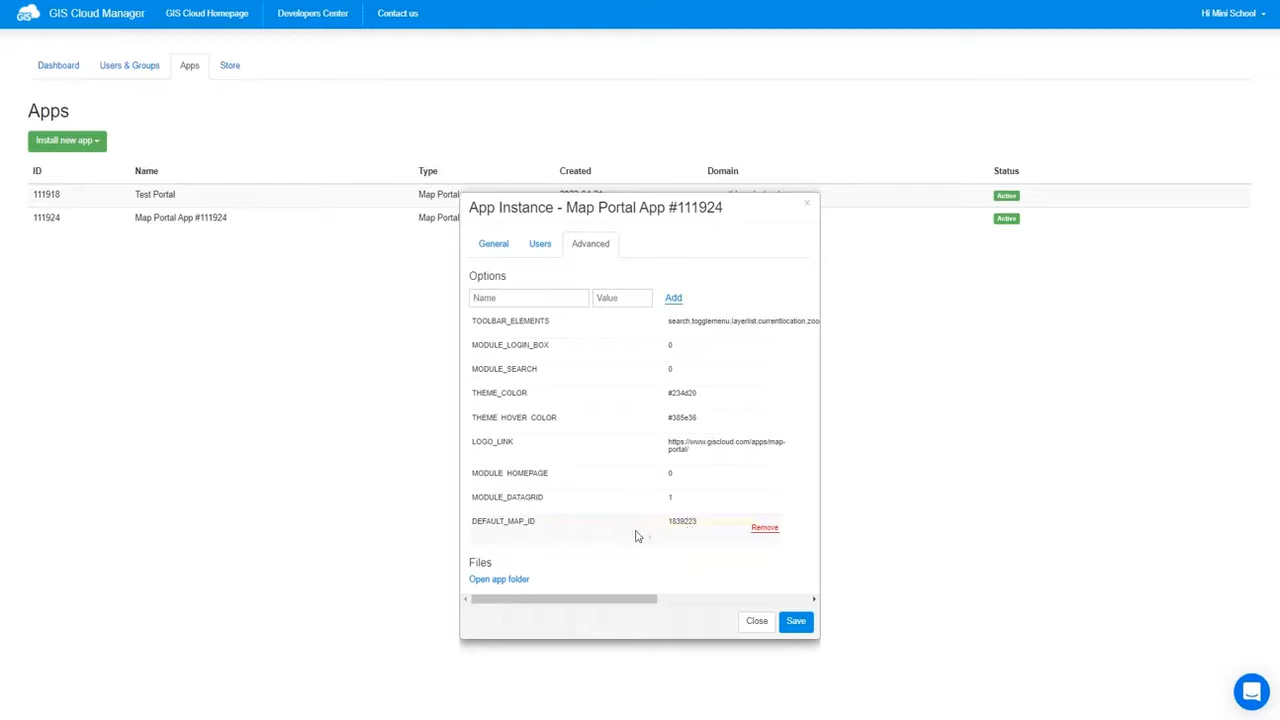 GIS Cloud Manager GIS Cloud Homepage Developers Center Contact us Hi Mini School
GIS
Dashboard Users & Groups Apps Store
Apps
Install new app
ID Name Type Created Domain Status
111918 Test Portal Map Portal Active
111924 Map Portal App #111924 Map Portal Active
App Instance - Map Portal App #111924 ×
General Users Advanced
Options
Name Value Add
TOOLBAR_ELEMENTS search,togglemenu,layerlist,currentlocation,zoo
MODULE_LOGIN_BOX 0
MODULE_SEARCH 0
THEME_COLOR #234d20
THEME_HOVER_COLOR #385e36
LOGO_LINK https://www.giscloud.com/apps/map-
portal/
MODULE_HOMEPAGE 0
MODULE_DATAGRID 1
DEFAULT_MAP_ID 1839223 Remove
Files
Open app folder
Close Save